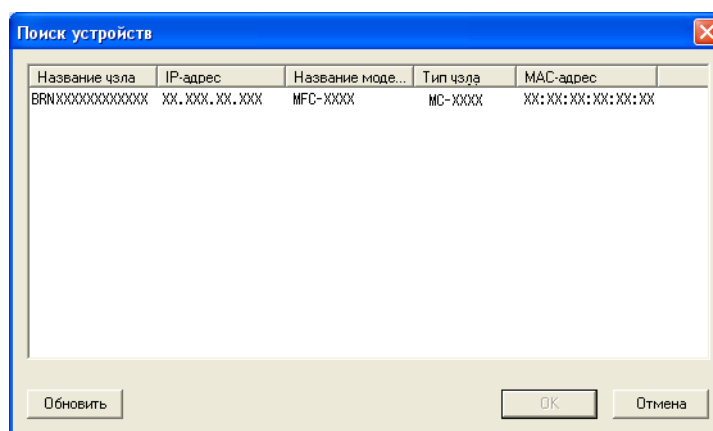 Поиск устройств
Название узла IP-адрес Название моде... Тип узла MAC-адрес
BRNXXXXXXXXXXXX XX.XXX.XX.XXX MFC-XXXX MC-XXXX XX:XX:XX:XX:XX:XX
Обновить OK Отмена